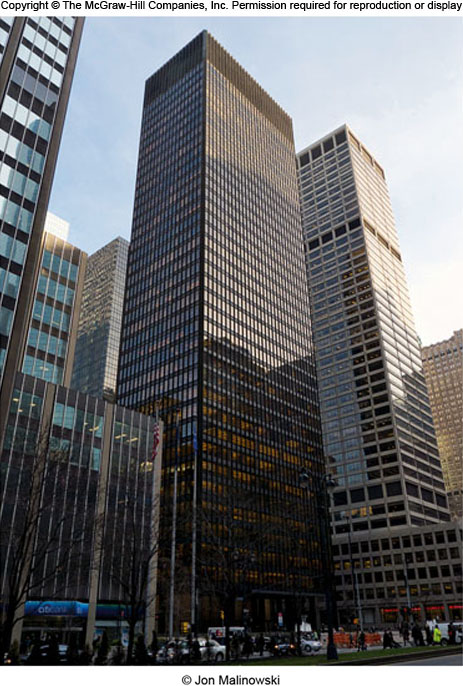 Copyright © The McGraw-Hill Companies, Inc. Permission required for reproduction or display
citibank
© Jon Malinowski